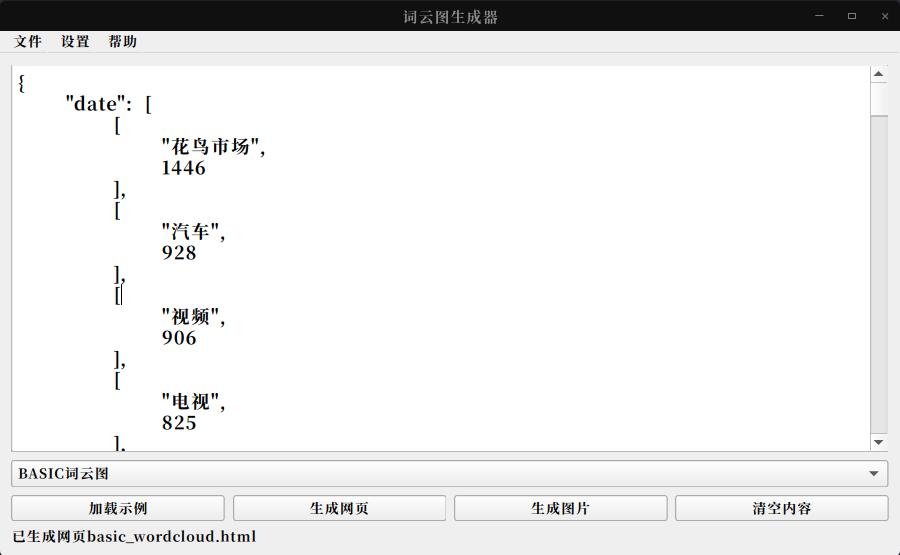 词云图生成器
文件 设置 帮助
{
"date": [
[
"花鸟市场",
1446
],
[
"汽车",
928
],
[
"视频",
906
],
[
"电视",
825
],
BASIC词云图
加载示例 生成网页 生成图片 清空内容
已生成网页basic_wordcloud.html